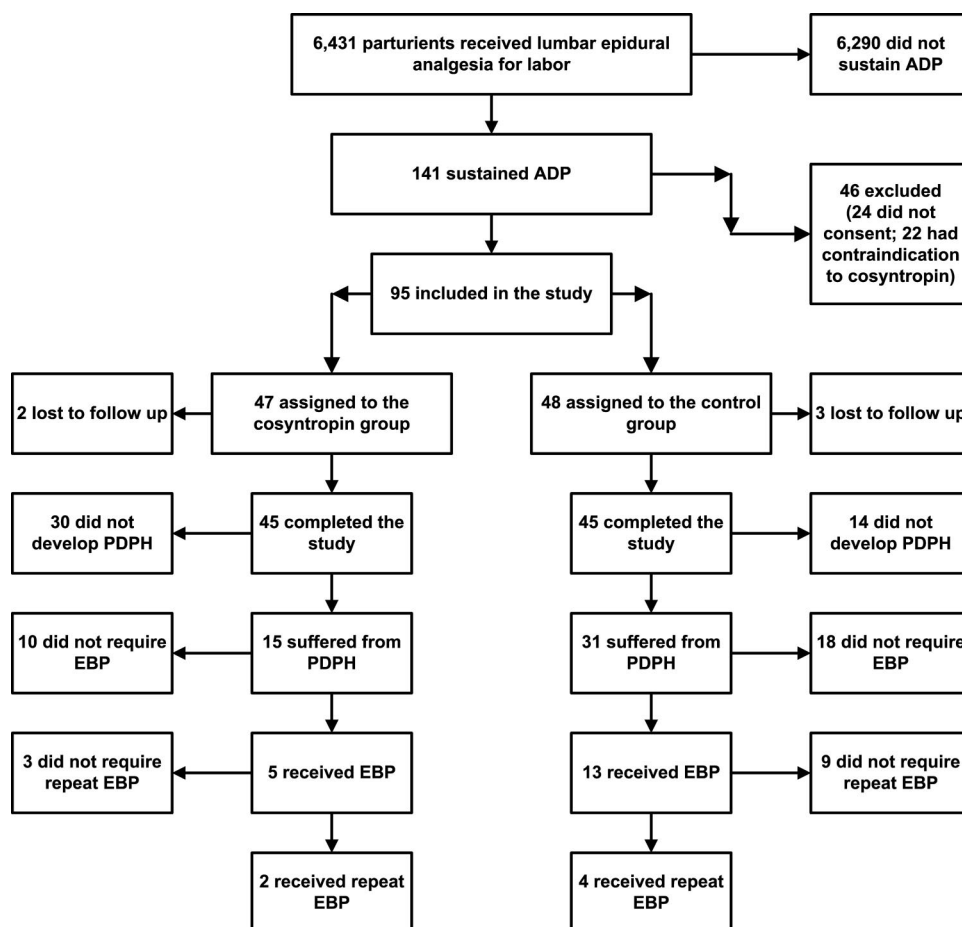 6,431 parturients received lumbar epidural
analgesia for labor
6,290 did not
sustain ADP
141 sustained ADP
46 excluded
(24 did not
consent; 22 had
contraindication
to cosyntropin)
95 included in the study
2 lost to follow up
47 assigned to the
cosyntropin group
48 assigned to the control
group
3 lost to follow up
30 did not
develop PDPH
45 completed the
study
45 completed the
study
14 did not
develop PDPH
10 did not require
EBP
15 suffered from
PDPH
31 suffered from
PDPH
18 did not require
EBP
3 did not require
repeat EBP
5 received EBP
13 received EBP
9 did not require
repeat EBP
2 received repeat
EBP
4 received repeat
EBP